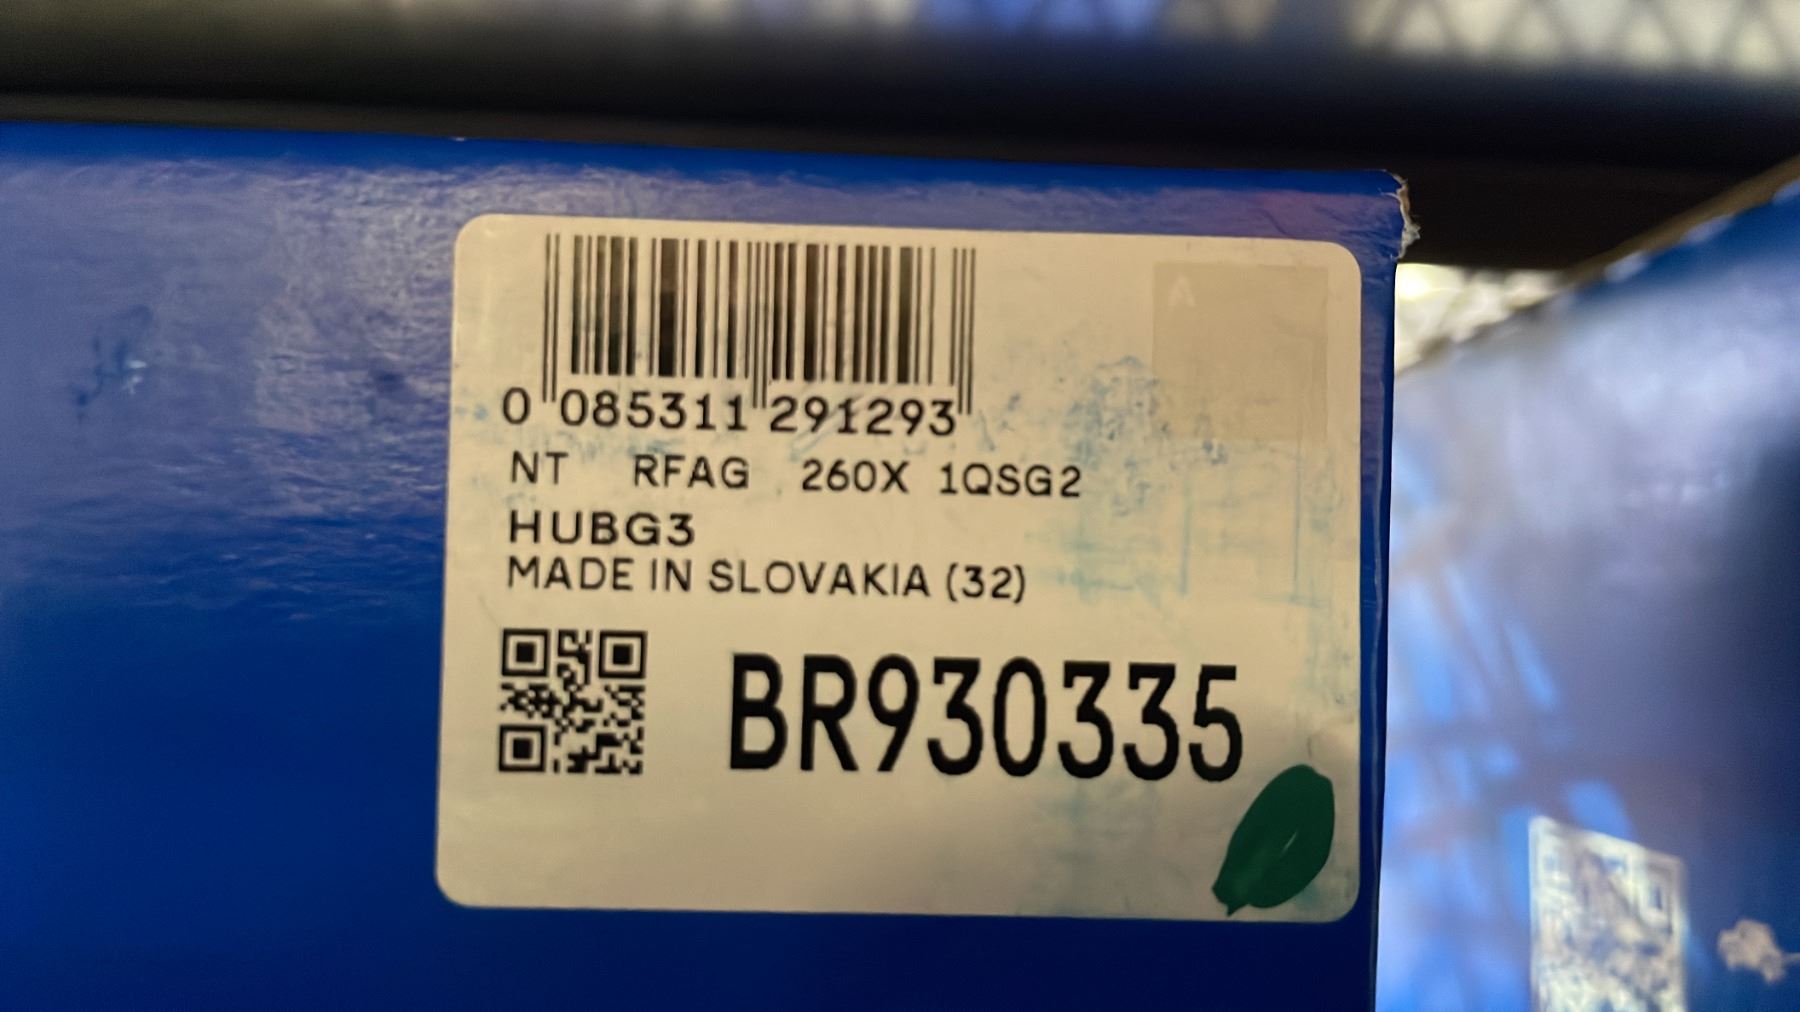 A
0 085311 291293
NT RFAG 260X 1QSG2
HUBG3
MADE IN SLOVAKIA (32)
BR930335